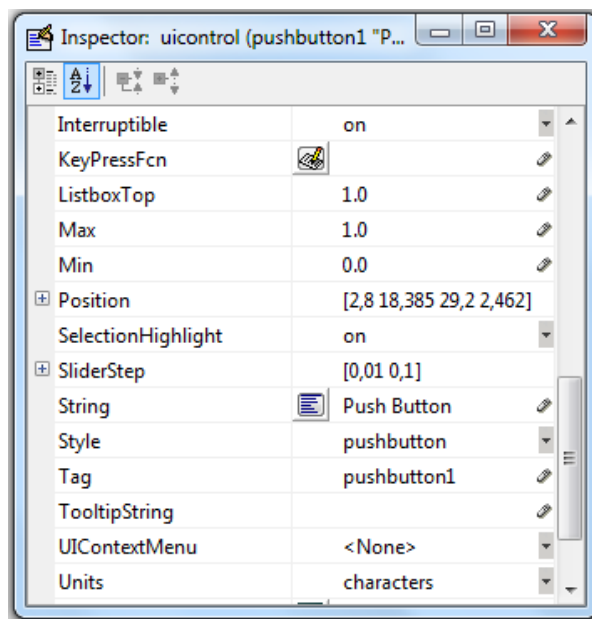 Inspector: uicontrol (pushbutton1 "P...
Interruptible on
KeyPressFcn
ListboxTop 1.0
Max 1.0
Min 0.0
Position [2,8 18,385 29,2 2,462]
SelectionHighlight on
SliderStep [0,01 0,1]
String Push Button
Style pushbutton
Tag pushbutton1
TooltipString
UIContextMenu <None>
Units characters